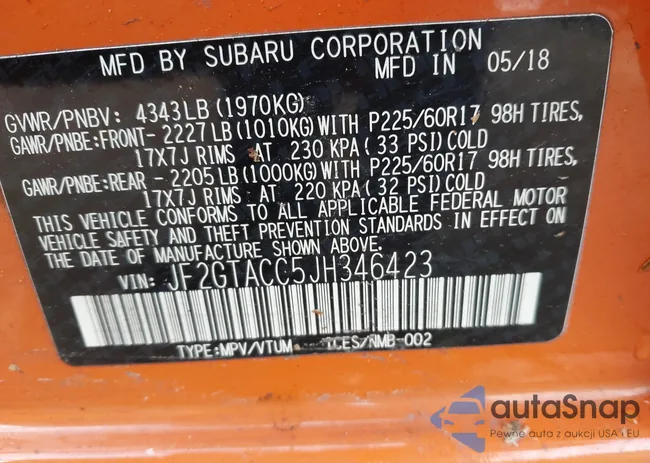 MFD BY SUBARU CORPORATION
MFD IN 05/18
GVWR/PNBV: 4343LB (1970KG)
GAWR/PNBE:FRONT-2227LB(1010KG)WITH P225/60R17 98H TIRES,
17X7J RIMS AT 230 KPA(33 PSI)COLD
GAWR/PNBE:REAR -2205LB(1000KG)WITH P225/60R17 98H TIRES,
17X7J RIMS AT 220 KPA(32 PSI)COLD
THIS VEHICLE CONFORMS TO ALL APPLICABLE FEDERAL MOTOR
VEHICLE SAFETY AND THEFT PREVENTION STANDARDS IN EFFECT ON
THE DATE OF MANUFACTURE SHOWN ABOVE.
VIN: JF2GTACC5JH346423
TYPE:MPV/VTUM ICES/NMB-002
autaSnap
Pewne auta z aukcji USA i EU